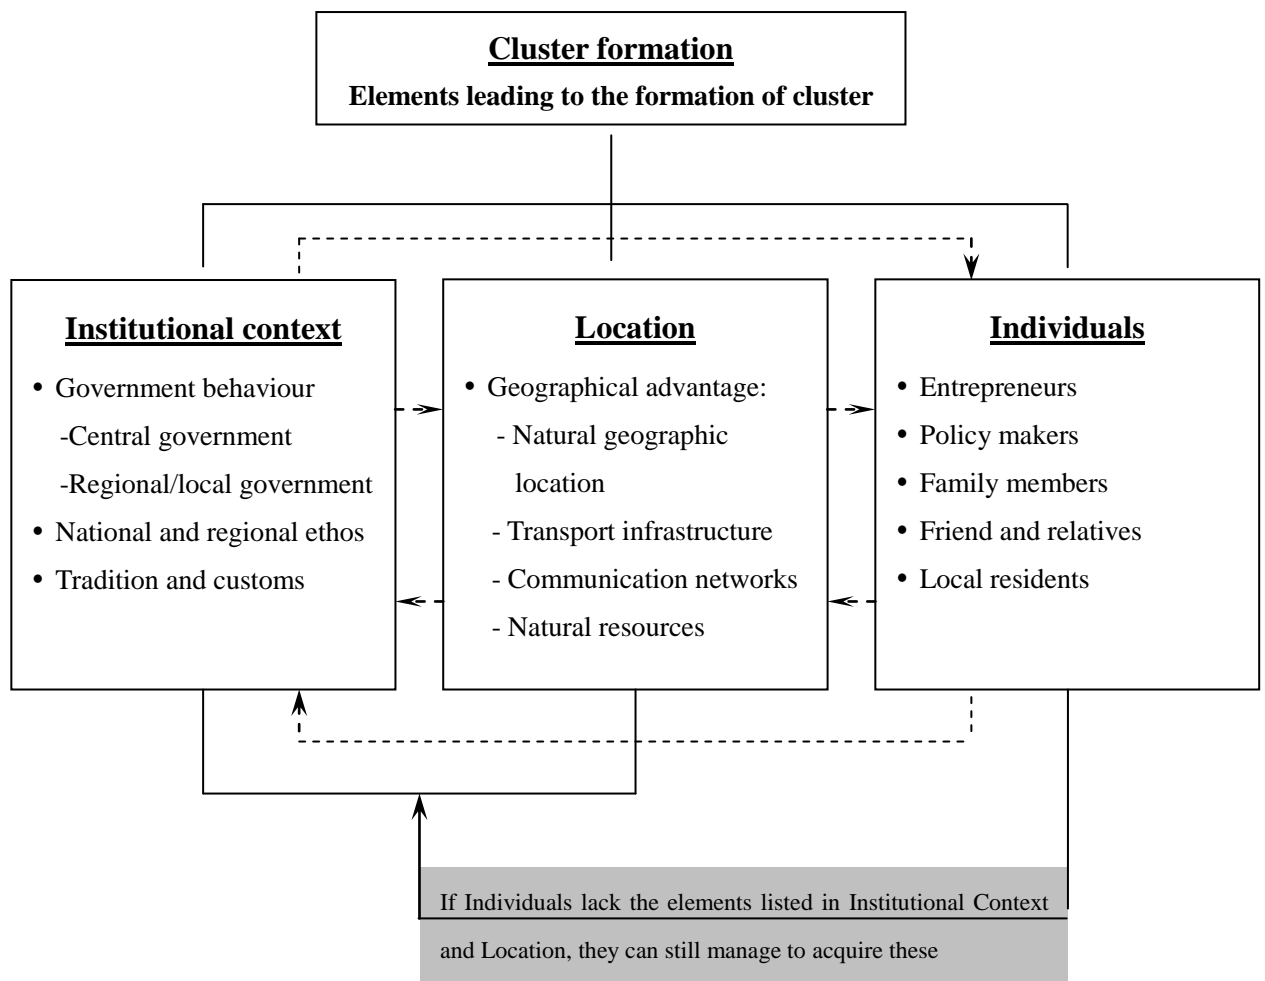 Cluster formation
Elements leading to the formation of cluster
Institutional context
• Government behaviour
-Central government
-Regional/local government
• National and regional ethos
• Tradition and customs
Location
• Geographical advantage:
- Natural geographic
location
- Transport infrastructure
- Communication networks
- Natural resources
Individuals
• Entrepreneurs
• Policy makers
• Family members
• Friend and relatives
• Local residents
If Individuals lack the elements listed in Institutional Context
and Location, they can still manage to acquire these